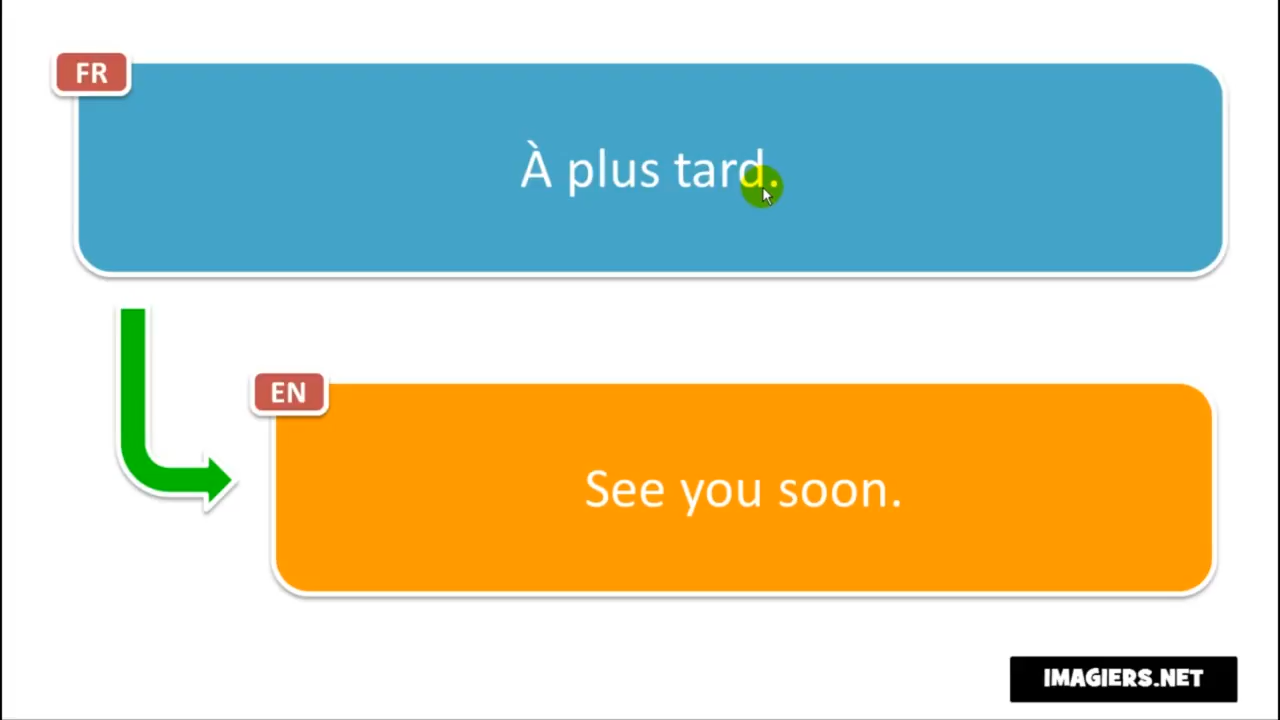 FR
À plus tard.
EN
See you soon.
IMAGIERS.NET